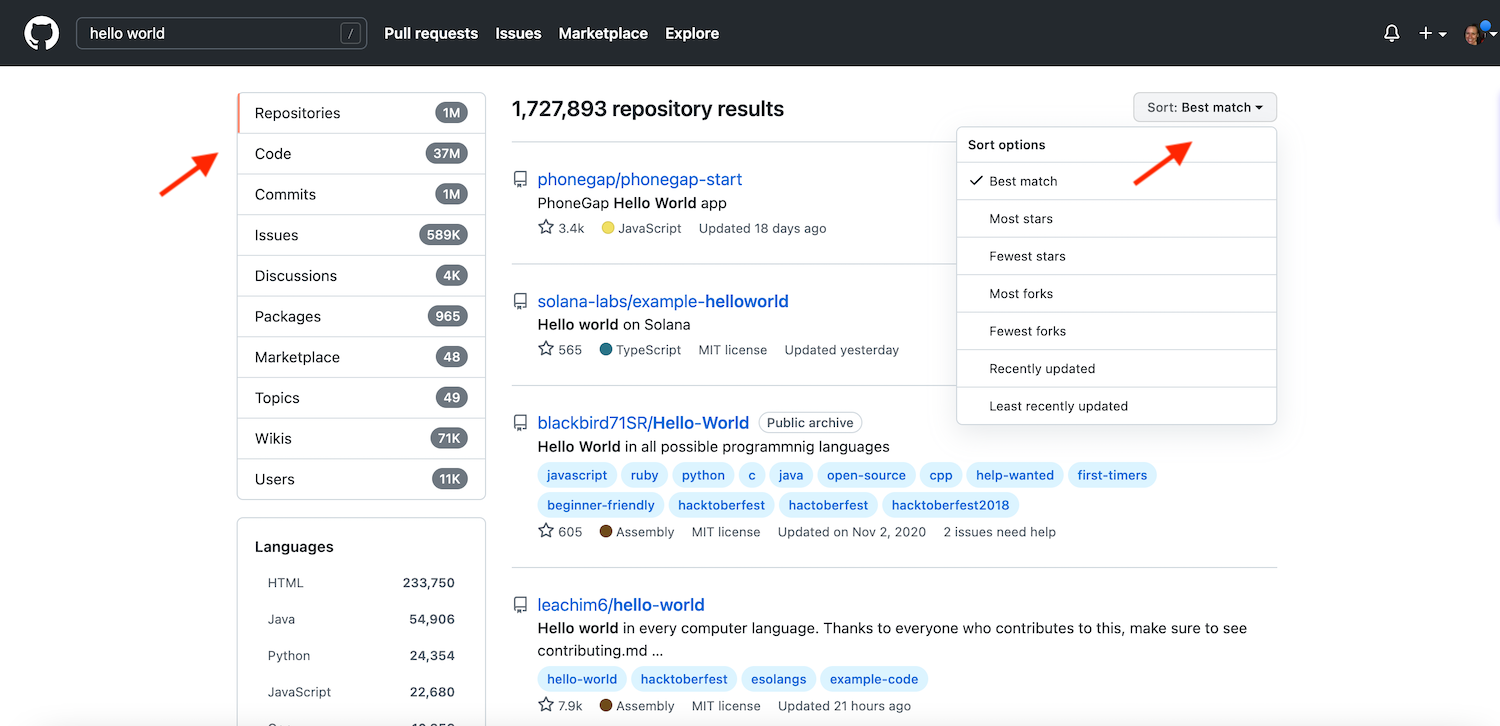 hello world /
Pull requests Issues Marketplace Explore
Repositories 1M
Code 37M
Commits 1M
Issues 589K
Discussions 4K
Packages 965
Marketplace 48
Topics 49
Wikis 71K
Users 11K
Languages
HTML 233,750
Java 54,906
Python 24,354
JavaScript 22,680
1,727,893 repository results
Sort: Best match
Sort options
Best match
Most stars
Fewest stars
Most forks
Fewest forks
Recently updated
Least recently updated
phonegap/phonegap-start
PhoneGap Hello World app
3.4k JavaScript Updated 18 days ago
solana-labs/example-helloworld
Hello world on Solana
565 TypeScript MIT license Updated yesterday
blackbird71SR/Hello-World Public archive
Hello World in all possible programmnig languages
javascript ruby python c java open-source cpp help-wanted first-timers
beginner-friendly hacktoberfest hactoberfest hacktoberfest2018
605 Assembly MIT license Updated on Nov 2, 2020 2 issues need help
leachim6/hello-world
Hello world in every computer language. Thanks to everyone who contributes to this, make sure to see
contributing.md ...
hello-world hacktoberfest esolangs example-code
7.9k Assembly MIT license Updated 21 hours ago